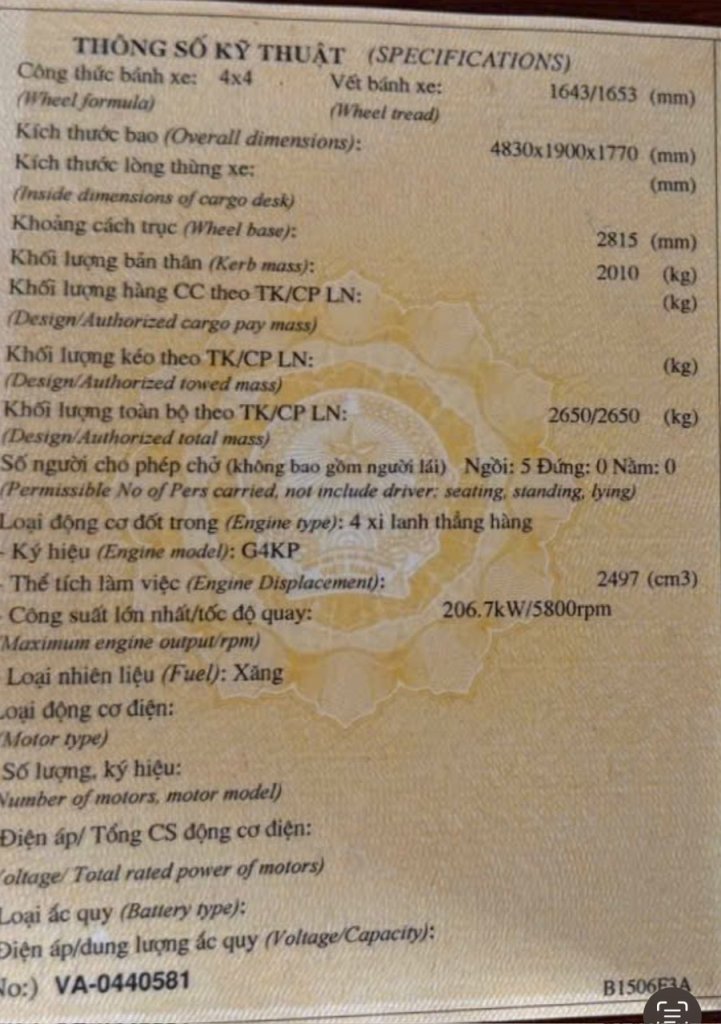 THÔNG SỐ KỸ THUẬT (SPECIFICATIONS)
Công thức bánh xe: 4x4 Vết bánh xe: 1643/1653 (mm)
(Wheel formula) (Wheel tread)
Kích thước bao (Overall dimensions): 4830x1900x1770 (mm)
Kích thước lòng thùng xe: (mm)
(Inside dimensions of cargo desk)
Khoảng cách trục (Wheel base): 2815 (mm)
Khối lượng bản thân (Kerb mass): 2010 (kg)
Khối lượng hàng CC theo TK/CP LN: (kg)
(Design/Authorized cargo pay mass)
Khối lượng kéo theo TK/CP LN: (kg)
(Design/Authorized towed mass)
Khối lượng toàn bộ theo TK/CP LN: 2650/2650 (kg)
(Design/Authorized total mass)
Số người cho phép chở (không bao gồm người lái) Ngồi: 5 Đứng: 0 Nằm: 0
(Permissible No of Pers carried, not include driver: seating, standing, lying)
Loại động cơ đốt trong (Engine type): 4 xi lanh thẳng hàng
- Ký hiệu (Engine model): G4KP
- Thể tích làm việc (Engine Displacement): 2497 (cm3)
- Công suất lớn nhất/tốc độ quay: 206.7kW/5800rpm
(Maximum engine output/rpm)
Loại nhiên liệu (Fuel): Xăng
Loại động cơ điện:
(Motor type)
Số lượng, ký hiệu:
Number of motors, motor model)
Điện áp/ Tổng CS động cơ điện:
oltage/ Total rated power of motors)
Loại ắc quy (Battery type):
Điện áp/dung lượng ắc quy (Voltage/Capacity):
No:) VA-0440581 B1506F3A